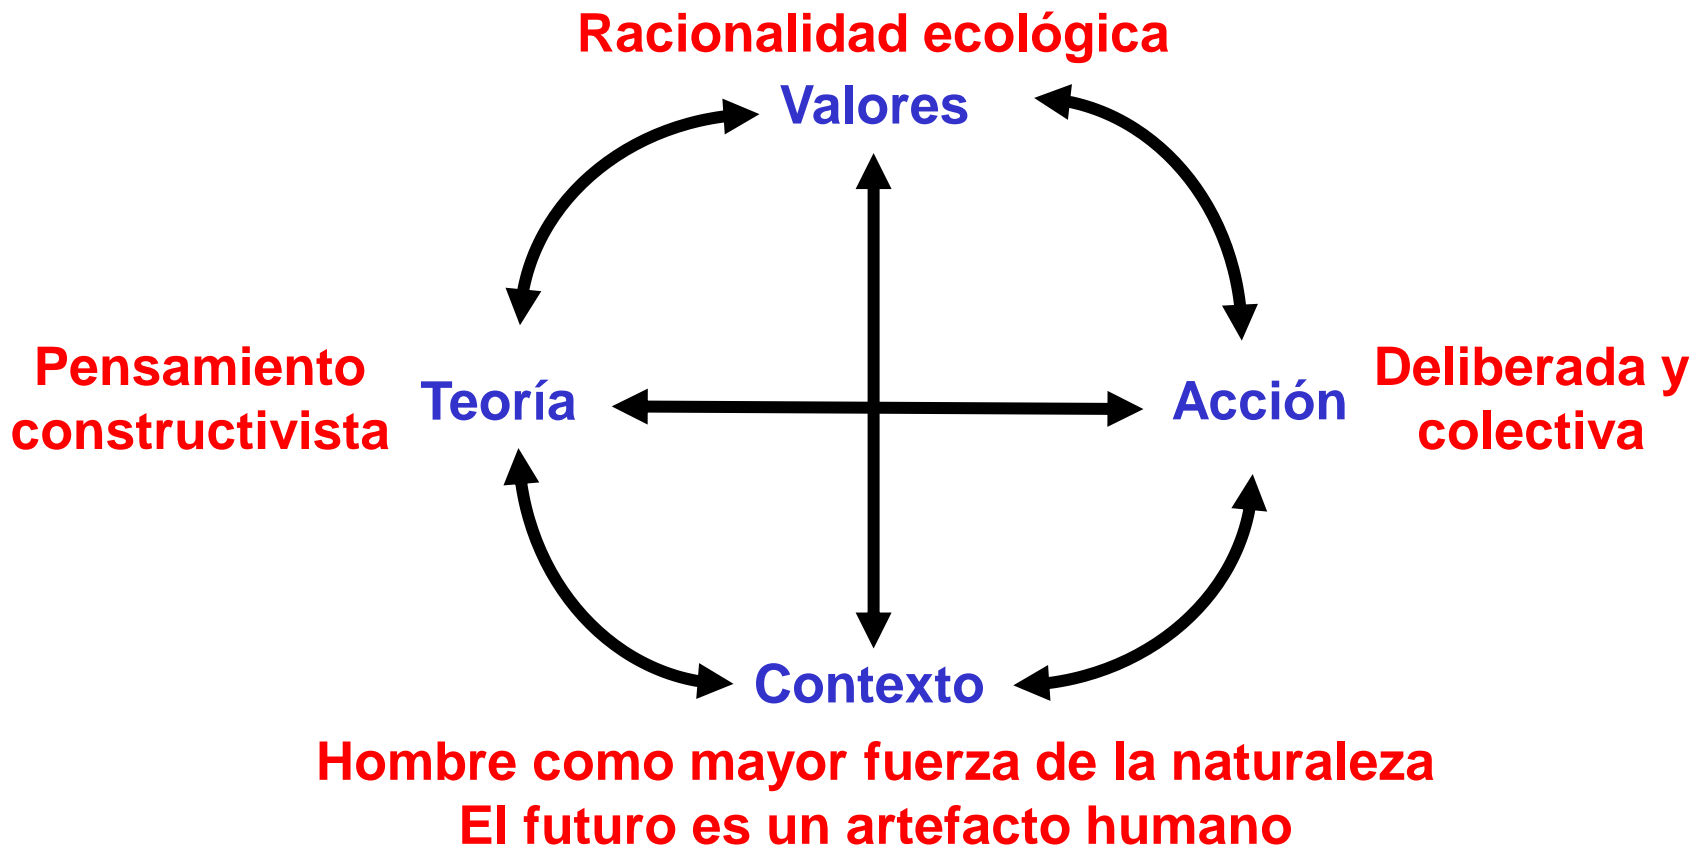 Racionalidad ecológica
Valores
Pensamiento
constructivista
Teoría
Acción
Deliberada y
colectiva
Contexto
Hombre como mayor fuerza de la naturaleza
El futuro es un artefacto humano